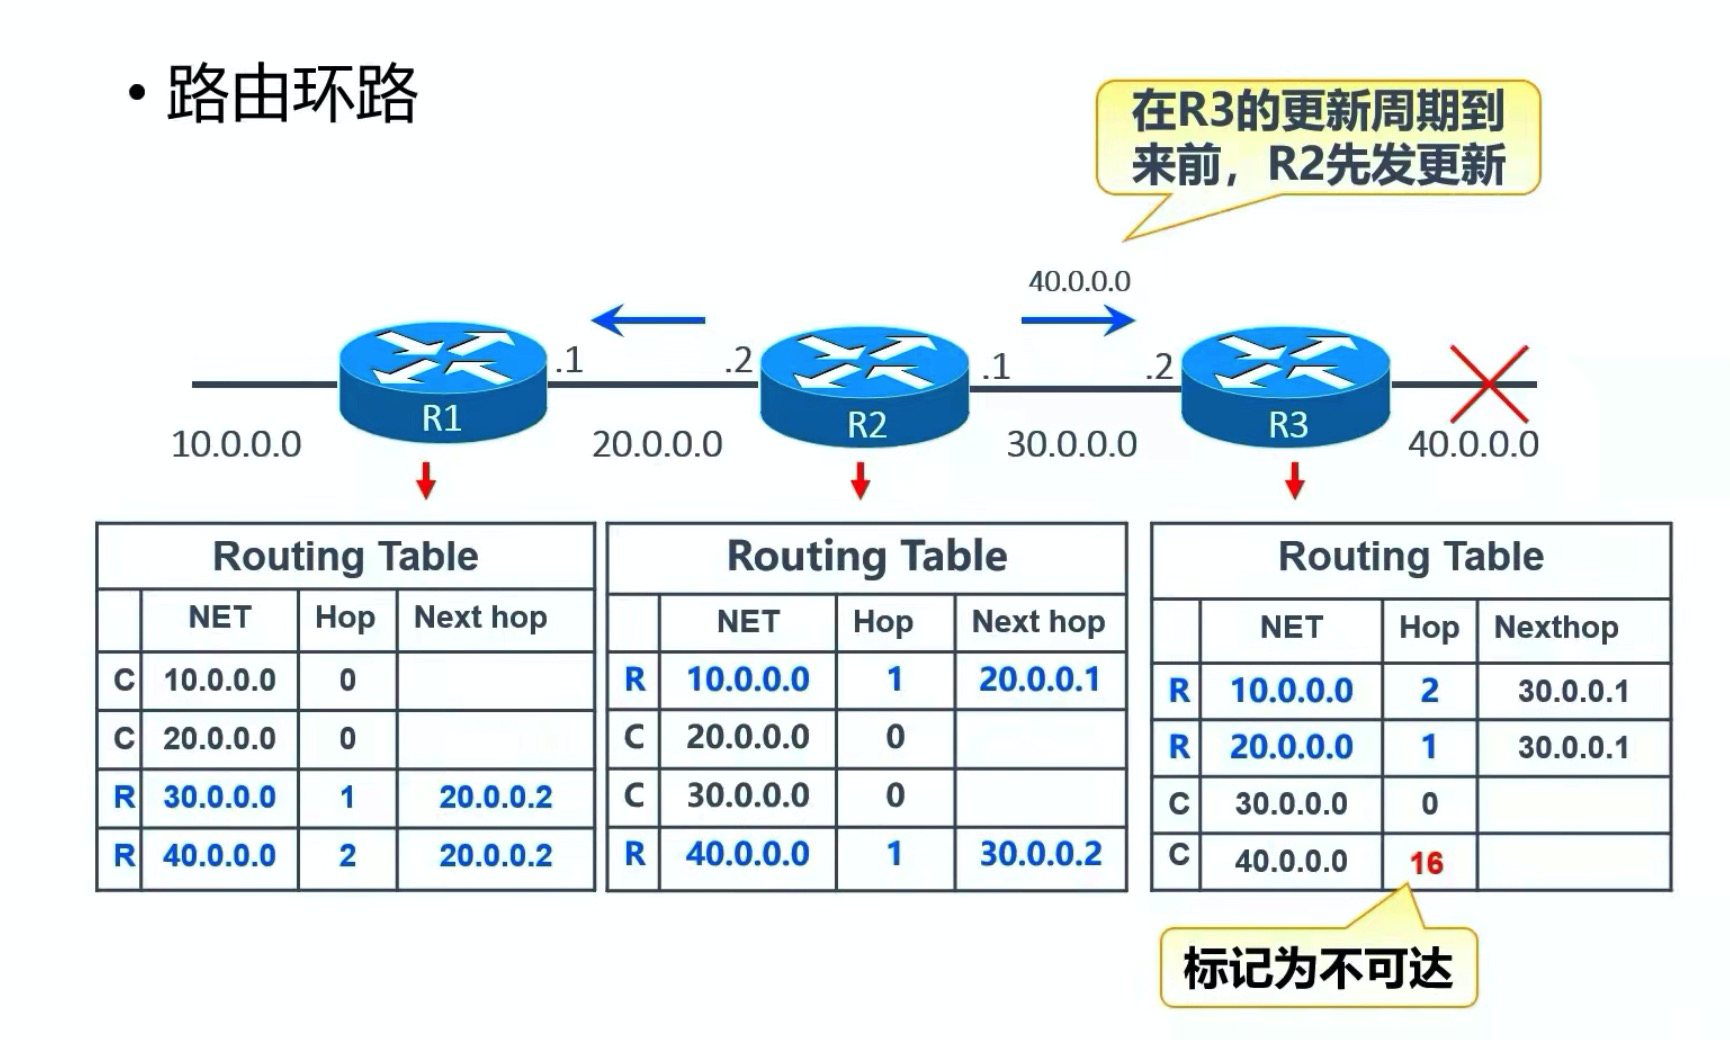 • 路由环路
在R3的更新周期到
来前，R2先发更新
40.0.0.0
.1 .2 .1 .2
R1 R2 R3
10.0.0.0 20.0.0.0 30.0.0.0 40.0.0.0
Routing Table
NET Hop Next hop
C 10.0.0.0 0
C 20.0.0.0 0
R 30.0.0.0 1 20.0.0.2
R 40.0.0.0 2 20.0.0.2
Routing Table
NET Hop Next hop
R 10.0.0.0 1 20.0.0.1
C 20.0.0.0 0
C 30.0.0.0 0
R 40.0.0.0 1 30.0.0.2
Routing Table
NET Hop Nexthop
R 10.0.0.0 2 30.0.0.1
R 20.0.0.0 1 30.0.0.1
C 30.0.0.0 0
C 40.0.0.0 16
标记为不可达